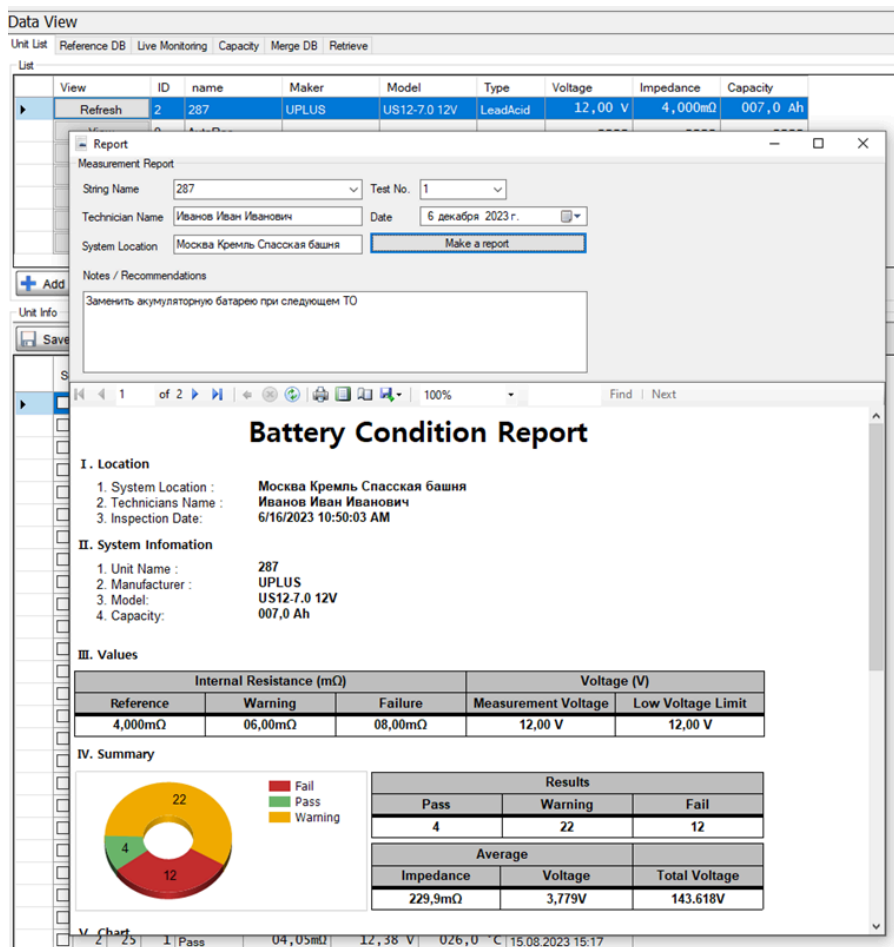 Data View
Unit List Reference DB Live Monitoring Capacity Merge DB Retrieve
List
View ID name Maker Model Type Voltage Impedance Capacity
Refresh 2 287 UPLUS US12-7.0 12V LeadAcid 12,00 V 4,000mΩ 007,0 Ah
Report
Measurement Report
String Name 287 Test No. 1
Technician Name Иванов Иван Иванович Date 6 декабря 2023 г.
System Location Москва Кремль Спасская башня Make a report
Add
Notes / Recommendations
Заменить акумуляторную батарею при следующем ТО
Unit Info
Save
1 of 2 100% Find Next
Battery Condition Report
I. Location
1. System Location : Москва Кремль Спасская башня
2. Technicians Name : Иванов Иван Иванович
3. Inspection Date: 6/16/2023 10:50:03 AM
II. System Infomation
1. Unit Name : 287
2. Manufacturer : UPLUS
3. Model: US12-7.0 12V
4. Capacity: 007,0 Ah
III. Values
Internal Resistance (mΩ) Voltage (V)
Reference Warning Failure Measurement Voltage Low Voltage Limit
4,000mΩ 06,00mΩ 08,00mΩ 12,00 V 12,00 V
IV. Summary
22 4 12
Fail
Pass
Warning
Results
Pass Warning Fail
4 22 12
Average
Impedance Voltage Total Voltage
229,9mΩ 3,779V 143.618V
V. Chart
2 25 1 Pass 04,05mΩ 12,38 V 026,0 °C 15.08.2023 15:17